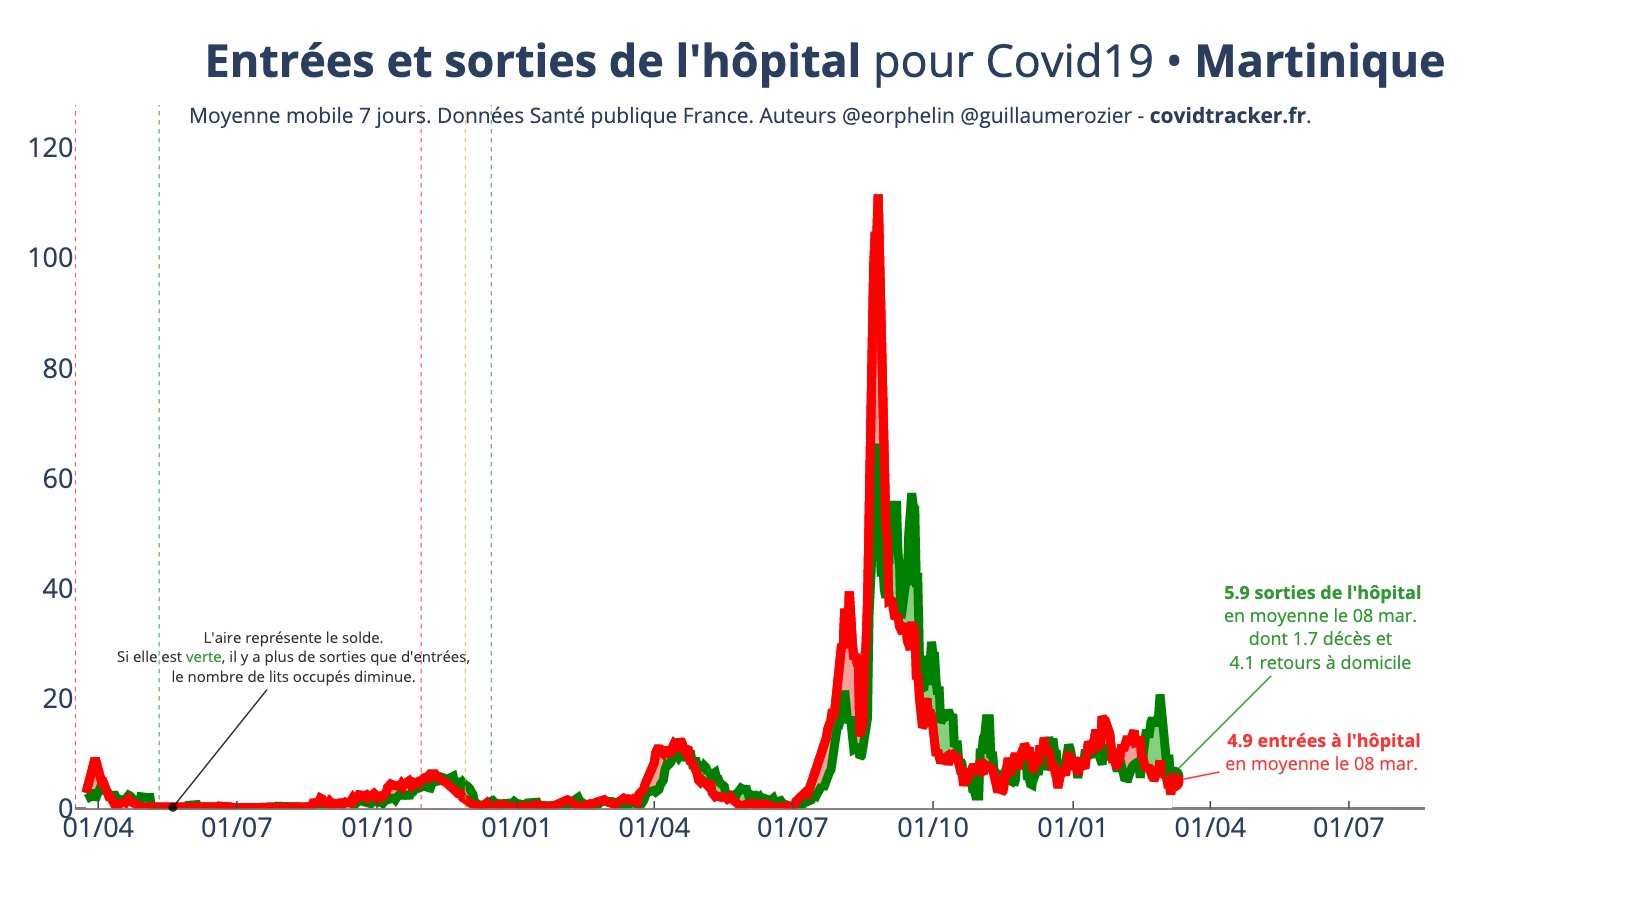 Entrées et sorties de l'hôpital pour Covid19 • Martinique
Moyenne mobile 7 jours. Données Santé publique France. Auteurs @eorphelin @guillaumerozier - covidtracker.fr.
120
100
80
60
40
20
0
L'aire représente le solde.
Si elle est verte, il y a plus de sorties que d'entrées,
le nombre de lits occupés diminue.
5.9 sorties de l'hôpital
en moyenne le 08 mar.
dont 1.7 décès et
4.1 retours à domicile
4.9 entrées à l'hôpital
en moyenne le 08 mar.
01/04 01/07 01/10 01/01 01/04 01/07 01/10 01/01 01/04 01/07